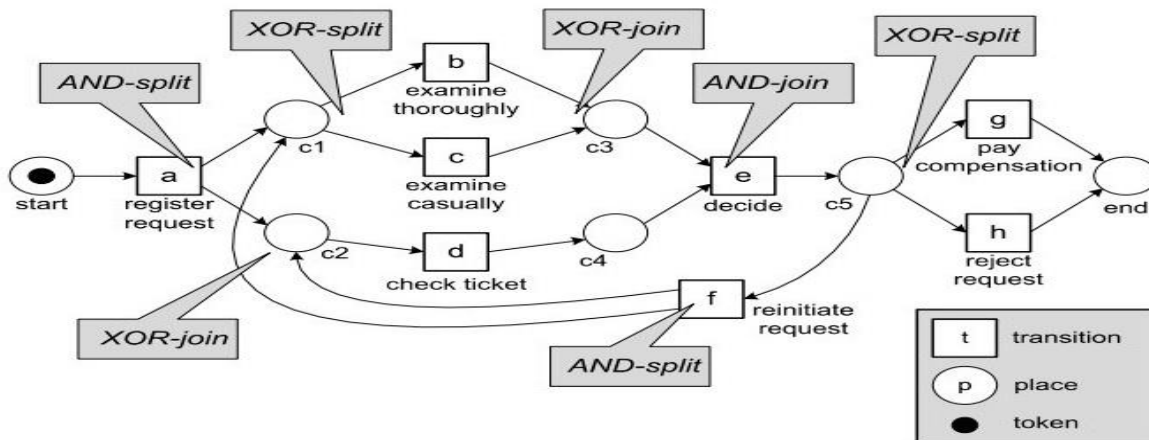 XOR-split
XOR-join
XOR-split
AND-split
AND-join
b
examine
thoroughly
g
pay
compensation
c1
c3
start
a
register
request
c
examine
casually
e
decide
c5
end
c2
d
check ticket
c4
h
reject
request
f
reinitiate
request
XOR-join
AND-split
t transition
p place
token